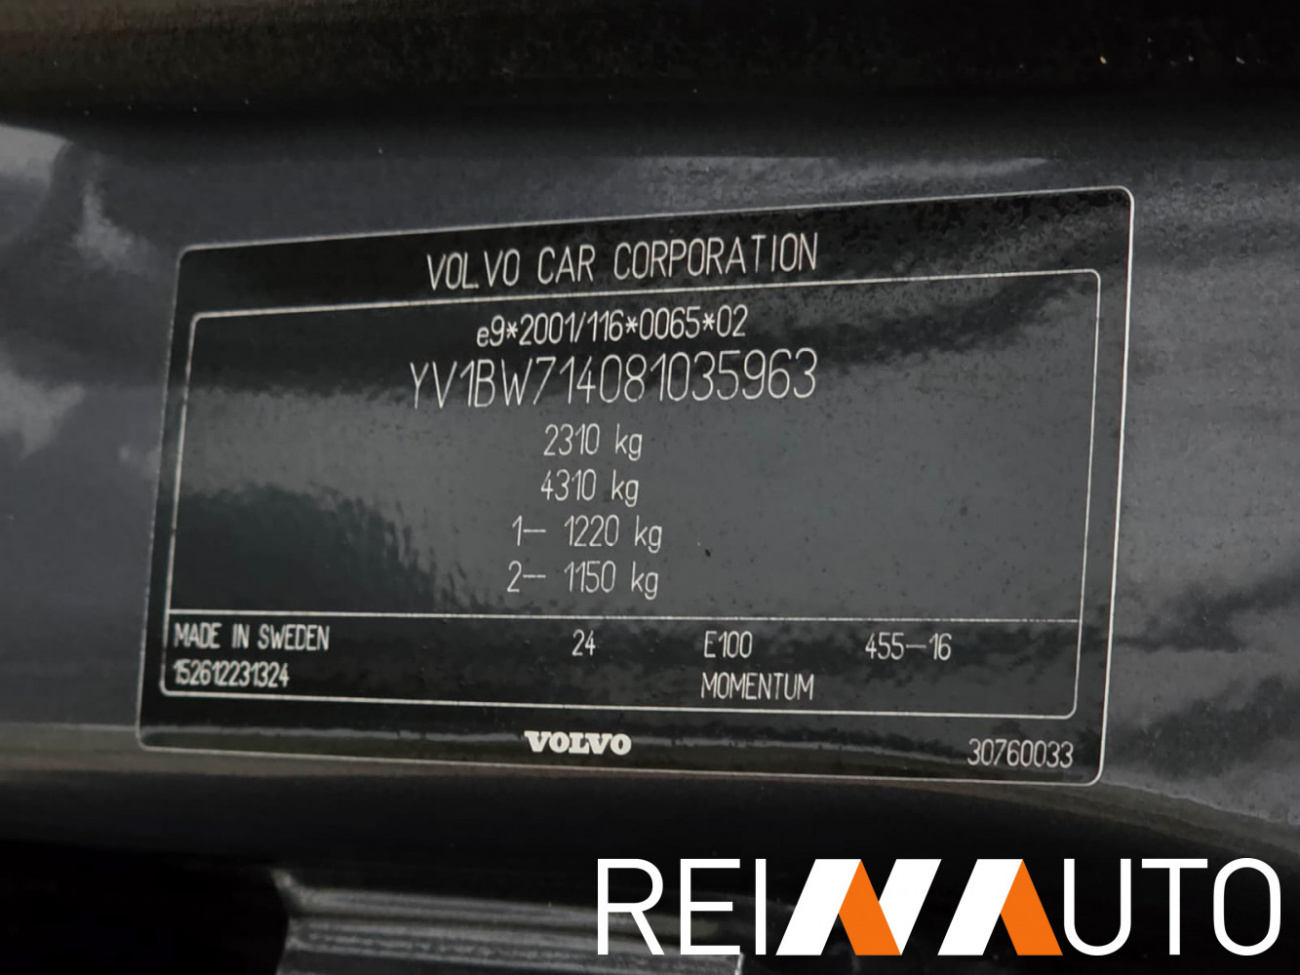 VOLVO CAR CORPORATION
e9*2001/116*0065*02
YV1BW714081035963
2310 kg
4310 kg
1– 1220 kg
2– 1150 kg
MADE IN SWEDEN 24 E100 455–16
152612231324 MOMENTUM
VOLVO 30760033
REINAUTO